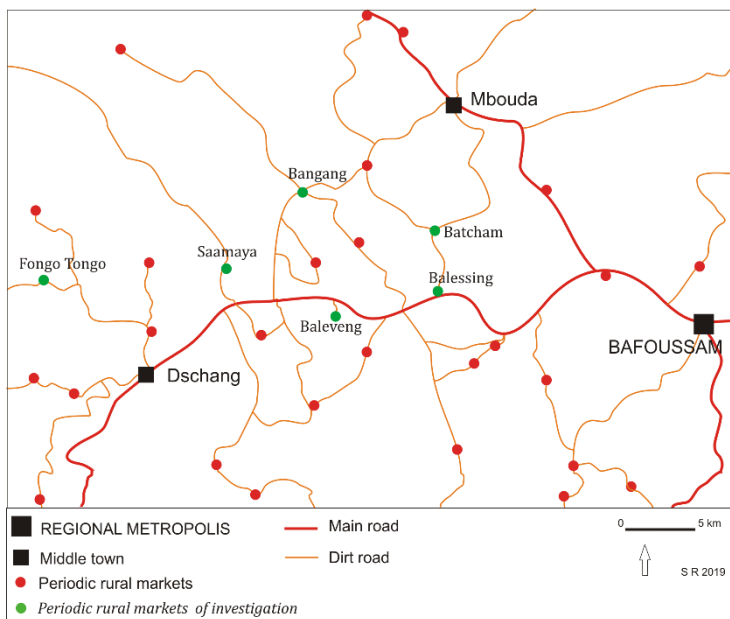 Mbouda
Bangang
Batcham
Saamaya
Fongo Tongo
Balessing
Baleveng
BAFOUSSAM
Dschang
REGIONAL METROPOLIS
Main road
0 5 km
Middle town
Dirt road
Periodic rural markets
S R 2019
Periodic rural markets of investigation